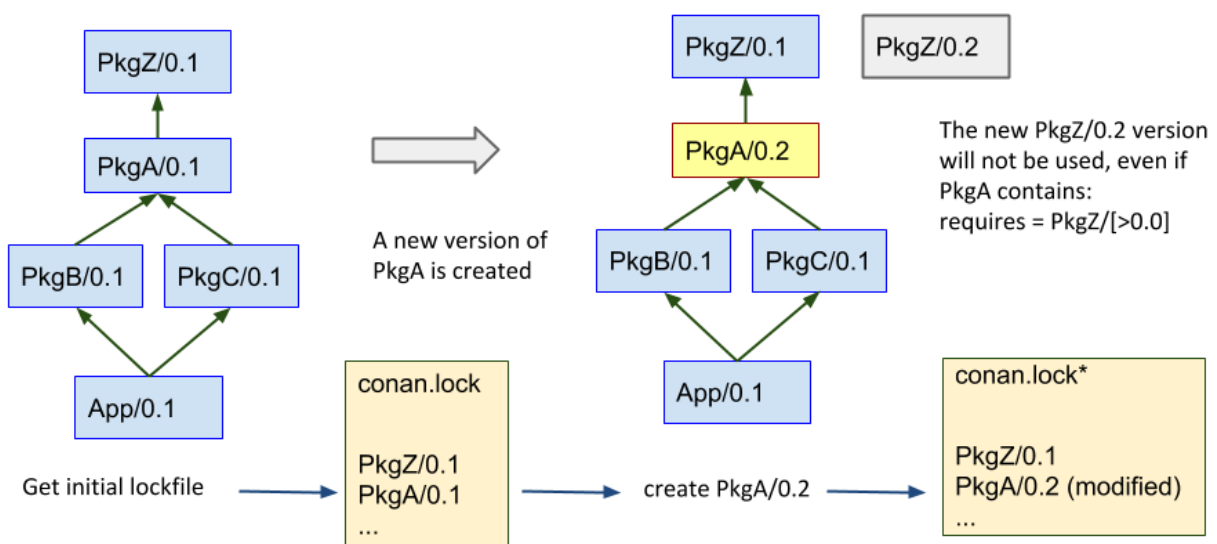 PkgZ/0.1
PkgA/0.1
PkgB/0.1
PkgC/0.1
App/0.1
A new version of
PkgA is created
PkgZ/0.1
PkgZ/0.2
PkgA/0.2
PkgB/0.1
PkgC/0.1
App/0.1
The new PkgZ/0.2 version
will not be used, even if
PkgA contains:
requires = PkgZ/[>0.0]
Get initial lockfile
conan.lock
PkgZ/0.1
PkgA/0.1
...
create PkgA/0.2
conan.lock*
PkgZ/0.1
PkgA/0.2 (modified)
...